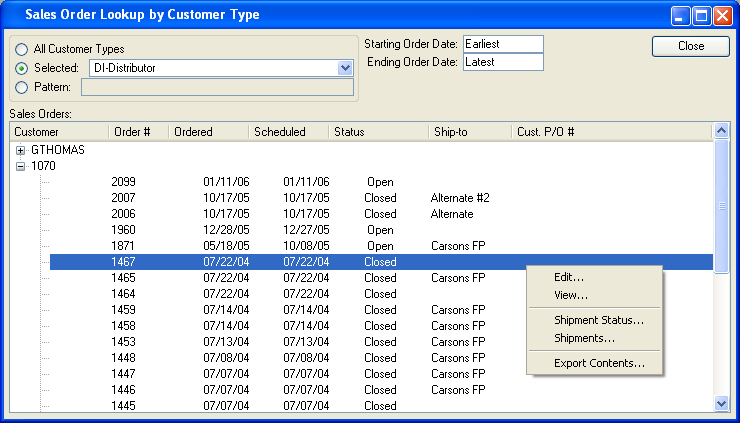 Sales Order Lookup by Customer Type
All Customer Types
Selected: DI-Distributor
Pattern:
Starting Order Date: Earliest
Ending Order Date: Latest
Close
Sales Orders:
Customer Order # Ordered Scheduled Status Ship-to Cust. P/O #
GTHOMAS
1070
2099 01/11/06 01/11/06 Open
2007 10/17/05 10/17/05 Closed Alternate #2
2006 10/17/05 10/17/05 Closed Alternate
1960 12/28/05 12/27/05 Open
1871 05/18/05 10/08/05 Open Carsons FP
1467 07/22/04 07/22/04 Closed
1465 07/22/04 07/22/04 Closed Carsons FP
1464 07/22/04 07/22/04 Closed
1459 07/14/04 07/14/04 Closed Carsons FP
1458 07/14/04 07/14/04 Closed Carsons FP
1453 07/13/04 07/13/04 Closed Carsons FP
1448 07/08/04 07/08/04 Closed Carsons FP
1447 07/07/04 07/07/04 Closed Carsons FP
1446 07/07/04 07/07/04 Closed Carsons FP
1445 07/07/04 07/07/04 Closed
Edit...
View...
Shipment Status...
Shipments...
Export Contents...